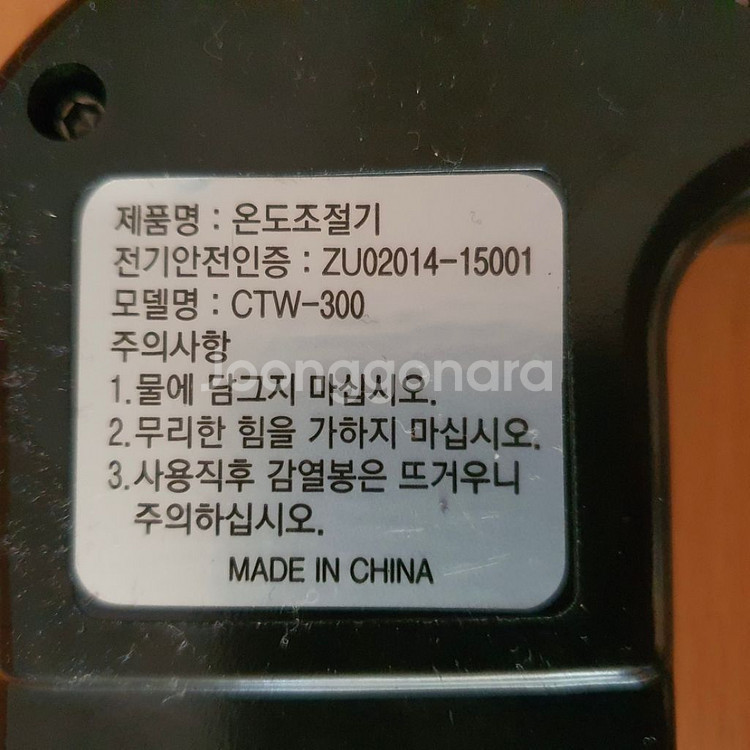 제품명 : 온도조절기
전기안전인증 : ZU02014-15001
모델명 : CTW-300
주의사항
Joonggonara
1.물에 담그지 마십시오.
2.무리한 힘을 가하지 마십시오.
3.사용직후 감열봉은 뜨거우니
주의하십시오.
MADE IN CHINA